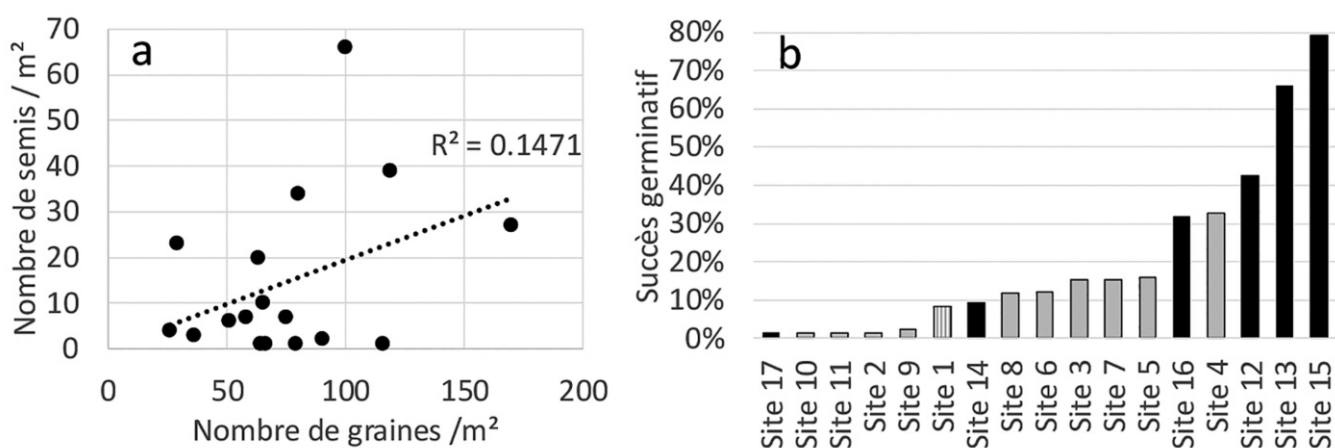 a
Nombre de semis / m²
70
60
50
40
30
20
10
0
R² = 0.1471
0 50 100 150 200
Nombre de graines /m²
b
Succès germinatif
80%
70%
60%
50%
40%
30%
20%
10%
0%
Site 17
Site 10
Site 11
Site 2
Site 9
Site 1
Site 14
Site 8
Site 6
Site 3
Site 7
Site 5
Site 16
Site 4
Site 12
Site 13
Site 15